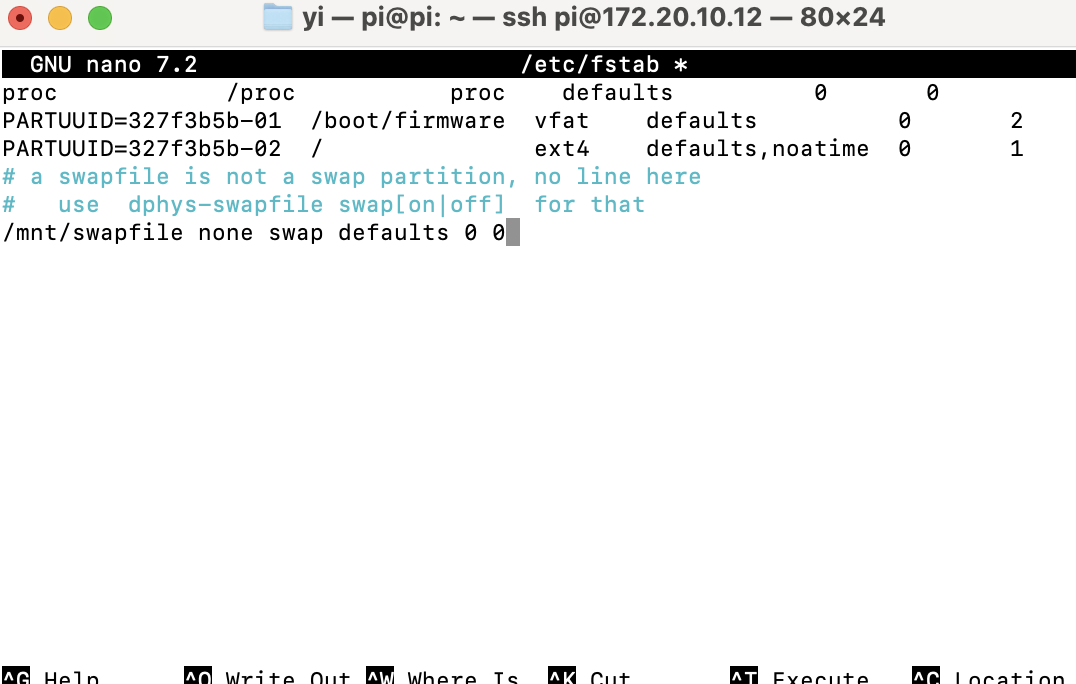 yi — pi@pi: ~ — ssh pi@172.20.10.12 — 80×24
GNU nano 7.2 /etc/fstab *
proc /proc proc defaults 0 0
PARTUUID=327f3b5b-01 /boot/firmware vfat defaults 0 2
PARTUUID=327f3b5b-02 / ext4 defaults,noatime 0 1
# a swapfile is not a swap partition, no line here
#   use  dphys-swapfile swap[on|off]  for that
/mnt/swapfile none swap defaults 0 0
^G Help ^O Write Out ^W Where Is ^K Cut ^T Execute ^C Location